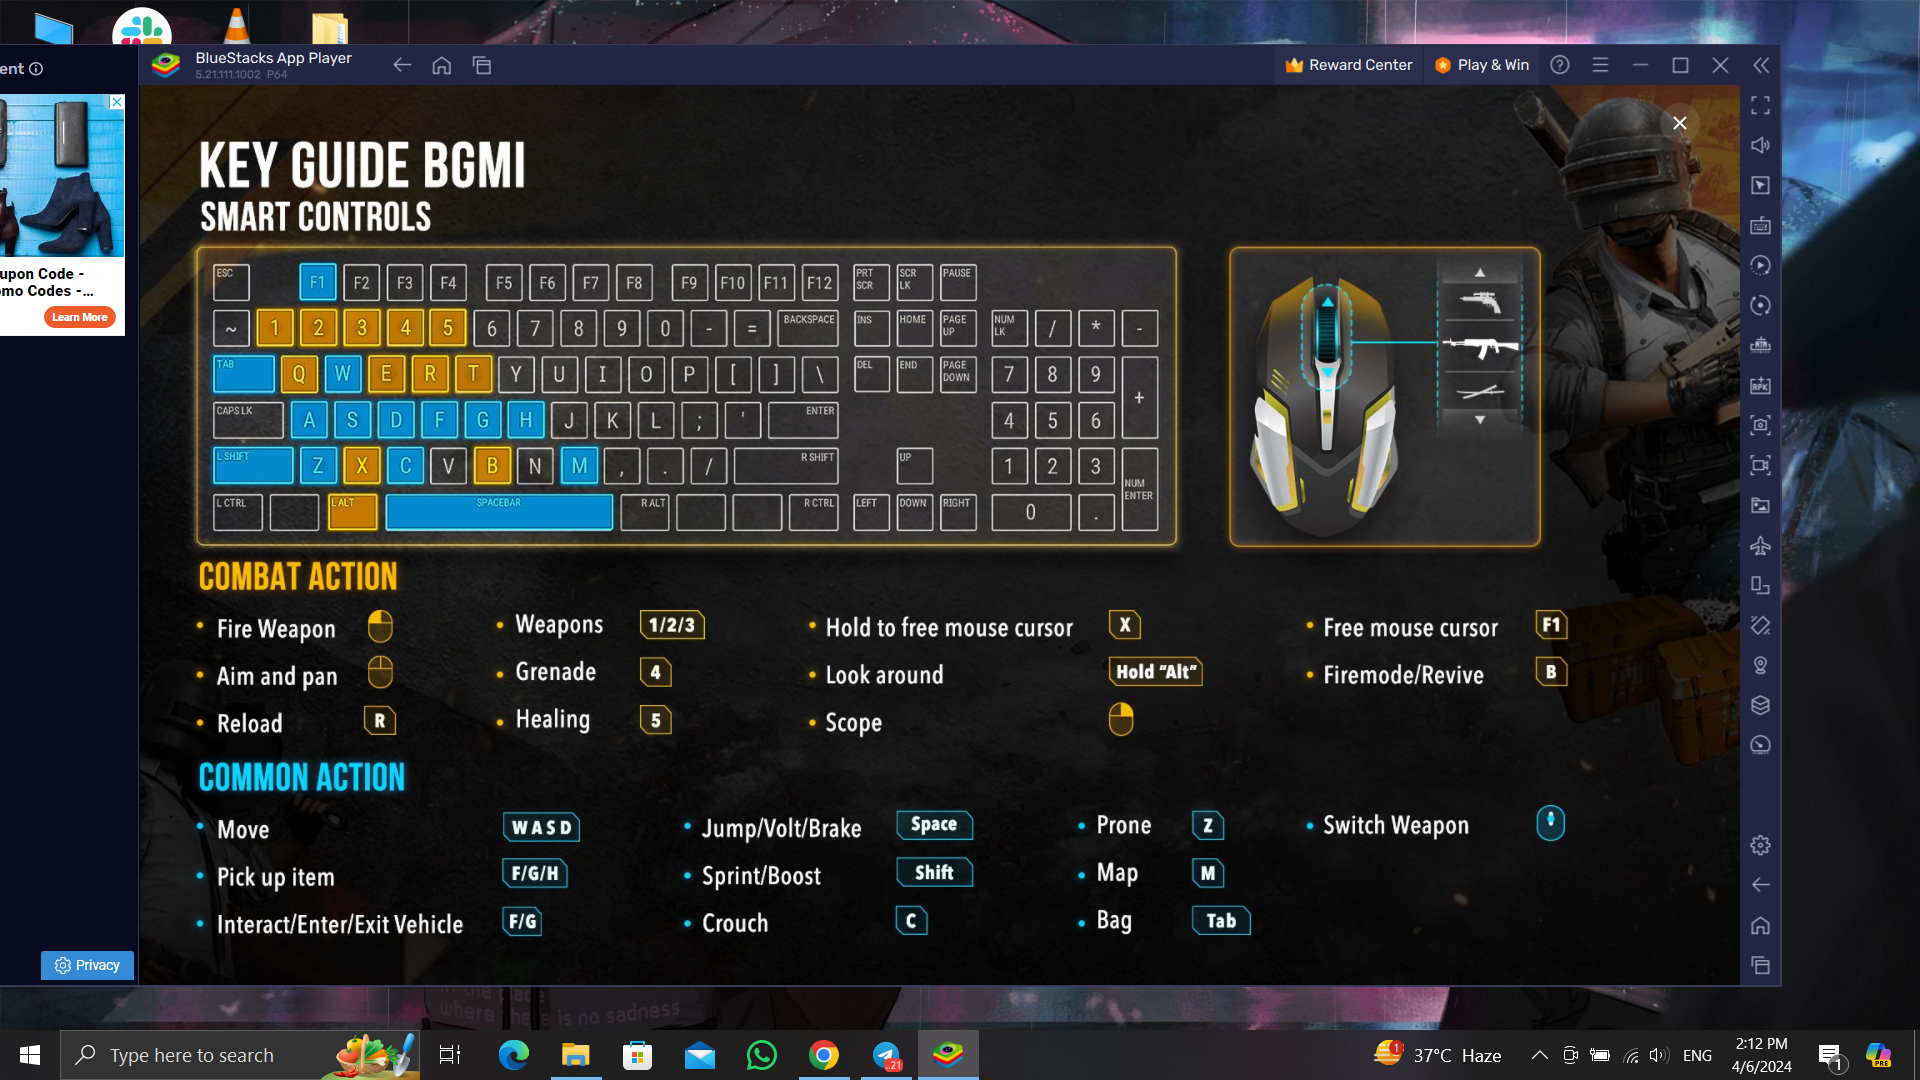 ent
BlueStacks App Player
5.21.111.1002 P64
Reward Center
Play & Win
upon Code -
omo Codes -...
Learn More
Privacy
KEY GUIDE BGMI
SMART CONTROLS
ESC F1 F2 F3 F4 F5 F6 F7 F8 F9 F10 F11 F12 PRT SCR SCR LK PAUSE
~ 1 2 3 4 5 6 7 8 9 0 - = BACKSPACE INS HOME PAGE UP NUM LK / * -
TAB Q W E R T Y U I O P [ ] \ DEL END PAGE DOWN 7 8 9 +
CAPS LK A S D F G H J K L ; ' ENTER 4 5 6
L SHIFT Z X C V B N M , . / R SHIFT UP 1 2 3 NUM ENTER
L CTRL L ALT SPACEBAR R ALT R CTRL LEFT DOWN RIGHT 0 .
COMBAT ACTION
Fire Weapon
Weapons 1/2/3
Hold to free mouse cursor X
Free mouse cursor F1
Aim and pan
Grenade 4
Look around Hold "Alt"
Firemode/Revive B
Reload R
Healing 5
Scope
COMMON ACTION
Move W A S D
Jump/Volt/Brake Space
Prone Z
Switch Weapon
Pick up item F/G/H
Sprint/Boost Shift
Map M
Interact/Enter/Exit Vehicle F/G
Crouch C
Bag Tab
where there is no sadness
Type here to search
21
1
37°C Haze
ENG
2:12 PM
4/6/2024
1
PRE